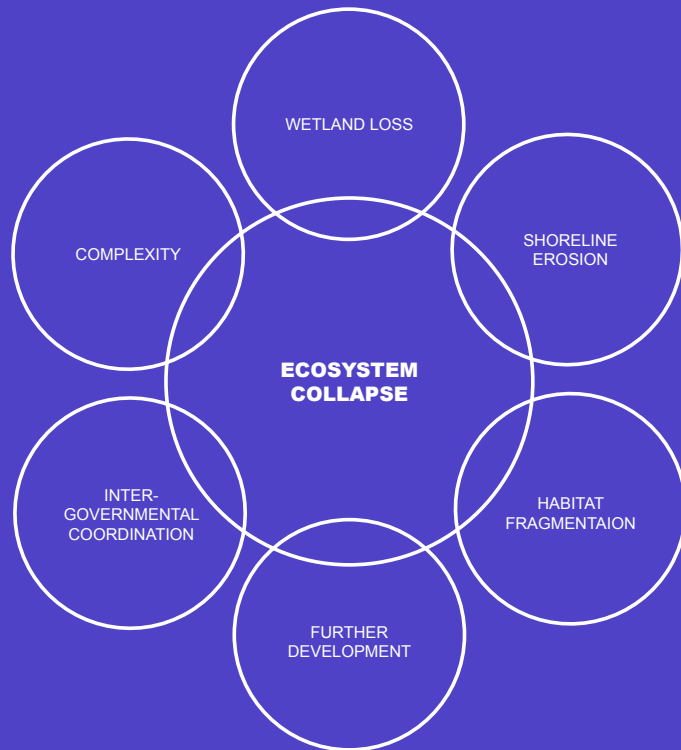 WETLAND LOSS
SHORELINE
EROSION
COMPLEXITY
ECOSYSTEM
COLLAPSE
HABITAT
FRAGMENTAION
INTER-
GOVERNMENTAL
COORDINATION
FURTHER
DEVELOPMENT